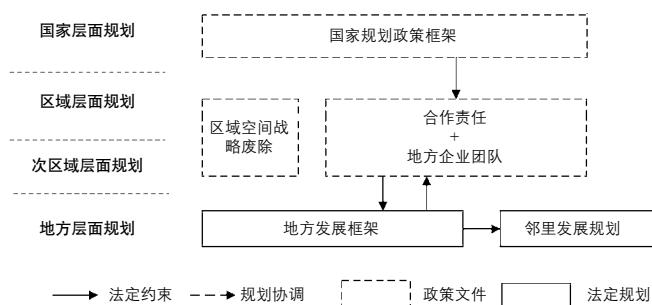 国家层面规划
国家规划政策框架
区域层面规划
区域空间战
略废除
合作责任
+
地方企业团队
次区域层面规划
地方层面规划
地方发展框架
邻里发展规划
法定约束
规划协调
政策文件
法定规划